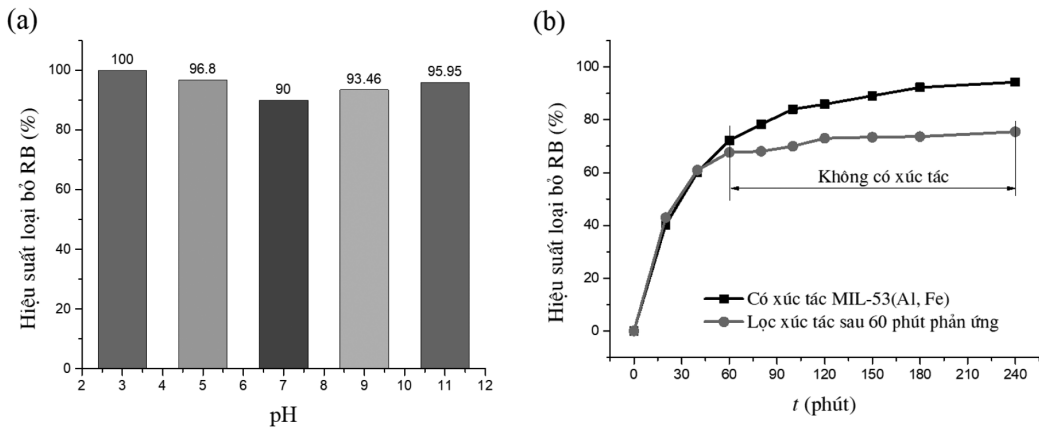 (a)
Hiệu suất loại bỏ RB (%)
100
80
60
40
20
0
100
96.8
90
93.46
95.95
2 3 4 5 6 7 8 9 10 11 12
pH
(b)
Hiệu suất loại bỏ RB (%)
100
80
60
40
20
0
Không có xúc tác
Có xúc tác MIL-53(Al, Fe)
Lọc xúc tác sau 60 phút phản ứng
0 30 60 90 120 150 180 210 240
t (phút)